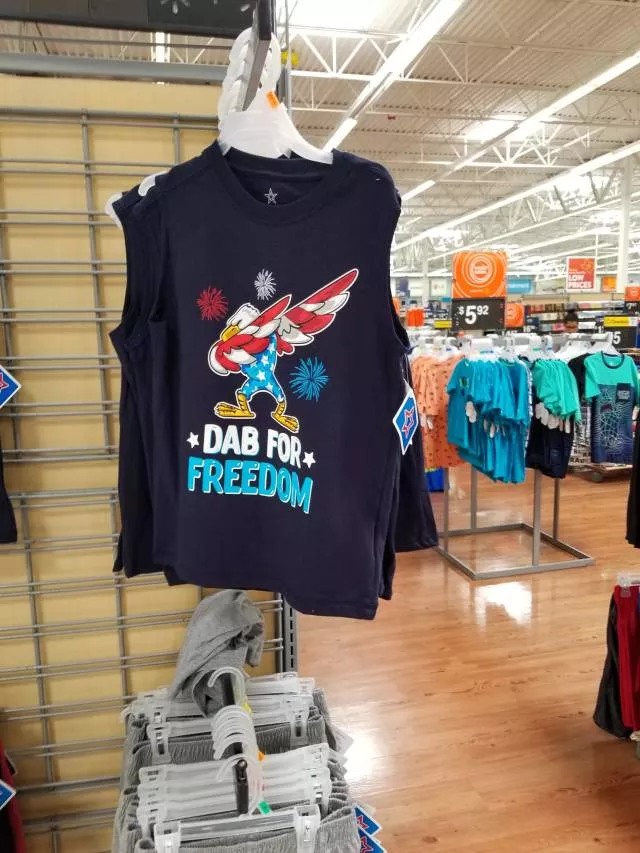 DAB FOR
FREEDOM
$5.92
LOW
PRICES